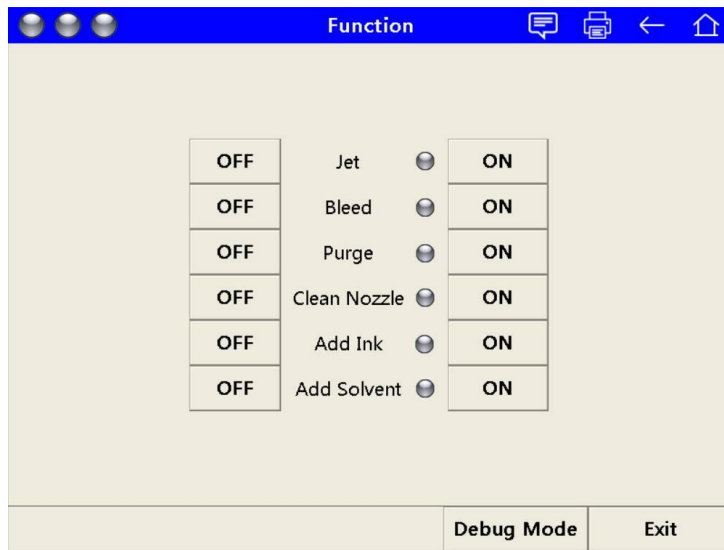 Function
OFF Jet ON
OFF Bleed ON
OFF Purge ON
OFF Clean Nozzle ON
OFF Add Ink ON
OFF Add Solvent ON
Debug Mode Exit